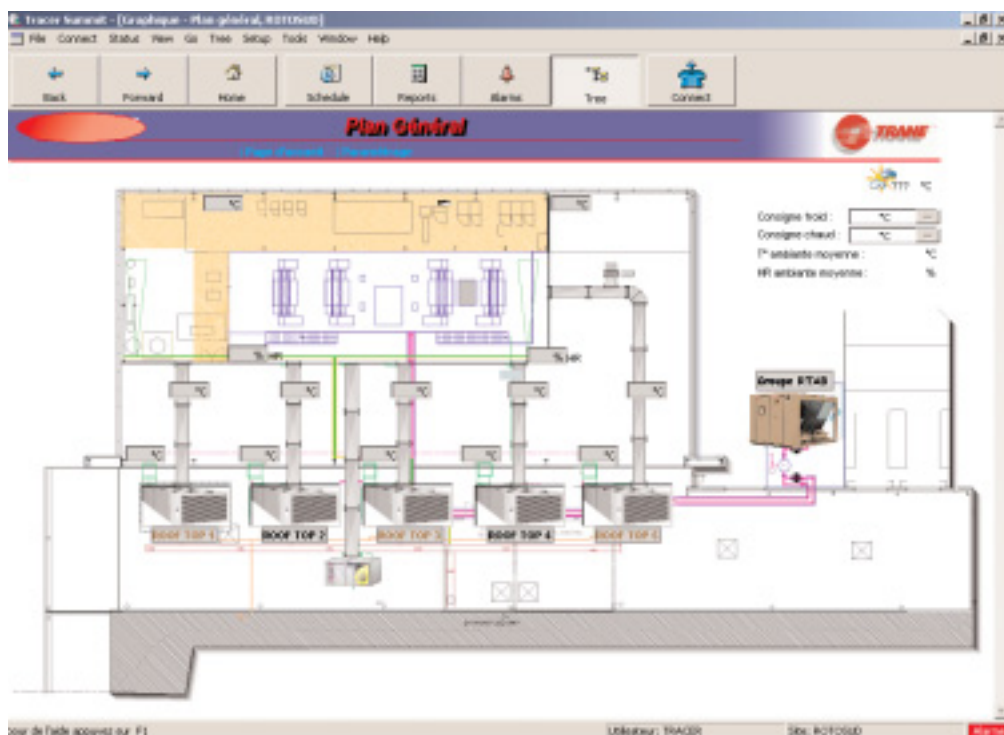 Tracer Summit - [Graphique - Plan général, ROTOSUD]
File Connect Status View Go Tree Setup Tools Window Help
Back Forward Home Schedule Reports Alarms Tree Connect
Plan Général
TRANE
??? °C
Consigne froid : °C
Consigne chaud : °C
T° ambiante moyenne : °C
HR ambiante moyenne : %
°C °C
% HR % HR
Groupe RTAB
°C °C °C °C °C
°C °C °C °C °C
ROOF TOP 1 ROOF TOP 2 ROOF TOP 3 ROOF TOP 4 ROOF TOP 5
pour de l'aide appuyez sur F1 Utilisateur: TRACER Site: ROTOSUD